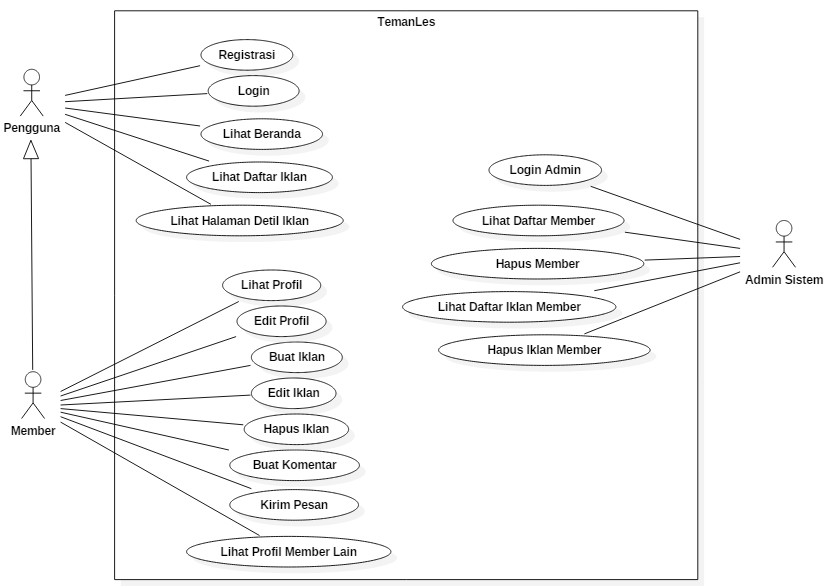 TemanLes
Registrasi
Login
Pengguna
Lihat Beranda
Lihat Daftar Iklan
Lihat Halaman Detil Iklan
Login Admin
Lihat Daftar Member
Hapus Member
Admin Sistem
Lihat Daftar Iklan Member
Hapus Iklan Member
Lihat Profil
Edit Profil
Buat Iklan
Edit Iklan
Member
Hapus Iklan
Buat Komentar
Kirim Pesan
Lihat Profil Member Lain